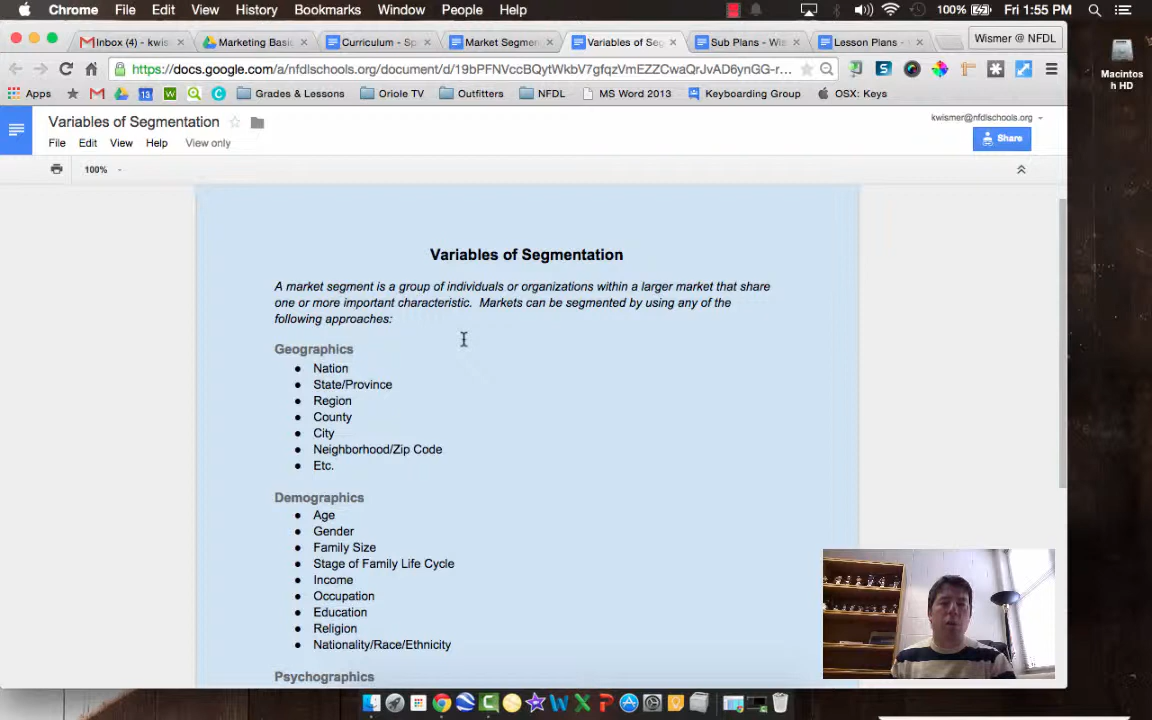 Chrome File Edit View History Bookmarks Window People Help 100% Fri 1:55 PM
Inbox (4) - kwis Marketing Basi Curriculum - Sp Market Segmen Variables of Seg Sub Plans - Wis Lesson Plans - Wismer @ NFDL
https://docs.google.com/a/nfdlschools.org/document/d/19bPFNVccBQytWkbV7gfqzVmEZZCwaQrJvAD6ynGG-r...
Apps 13 Grades & Lessons Oriole TV Outfitters NFDL MS Word 2013 Keyboarding Group OSX: Keys
Macintos
h HD
Variables of Segmentation
kwismer@nfdlschools.org
File Edit View Help View only
Share
100%
Variables of Segmentation
A market segment is a group of individuals or organizations within a larger market that share
one or more important characteristic. Markets can be segmented by using any of the
following approaches:
Geographics
● Nation
● State/Province
● Region
● County
● City
● Neighborhood/Zip Code
● Etc.
Demographics
● Age
● Gender
● Family Size
● Stage of Family Life Cycle
● Income
● Occupation
● Education
● Religion
● Nationality/Race/Ethnicity
Psychographics